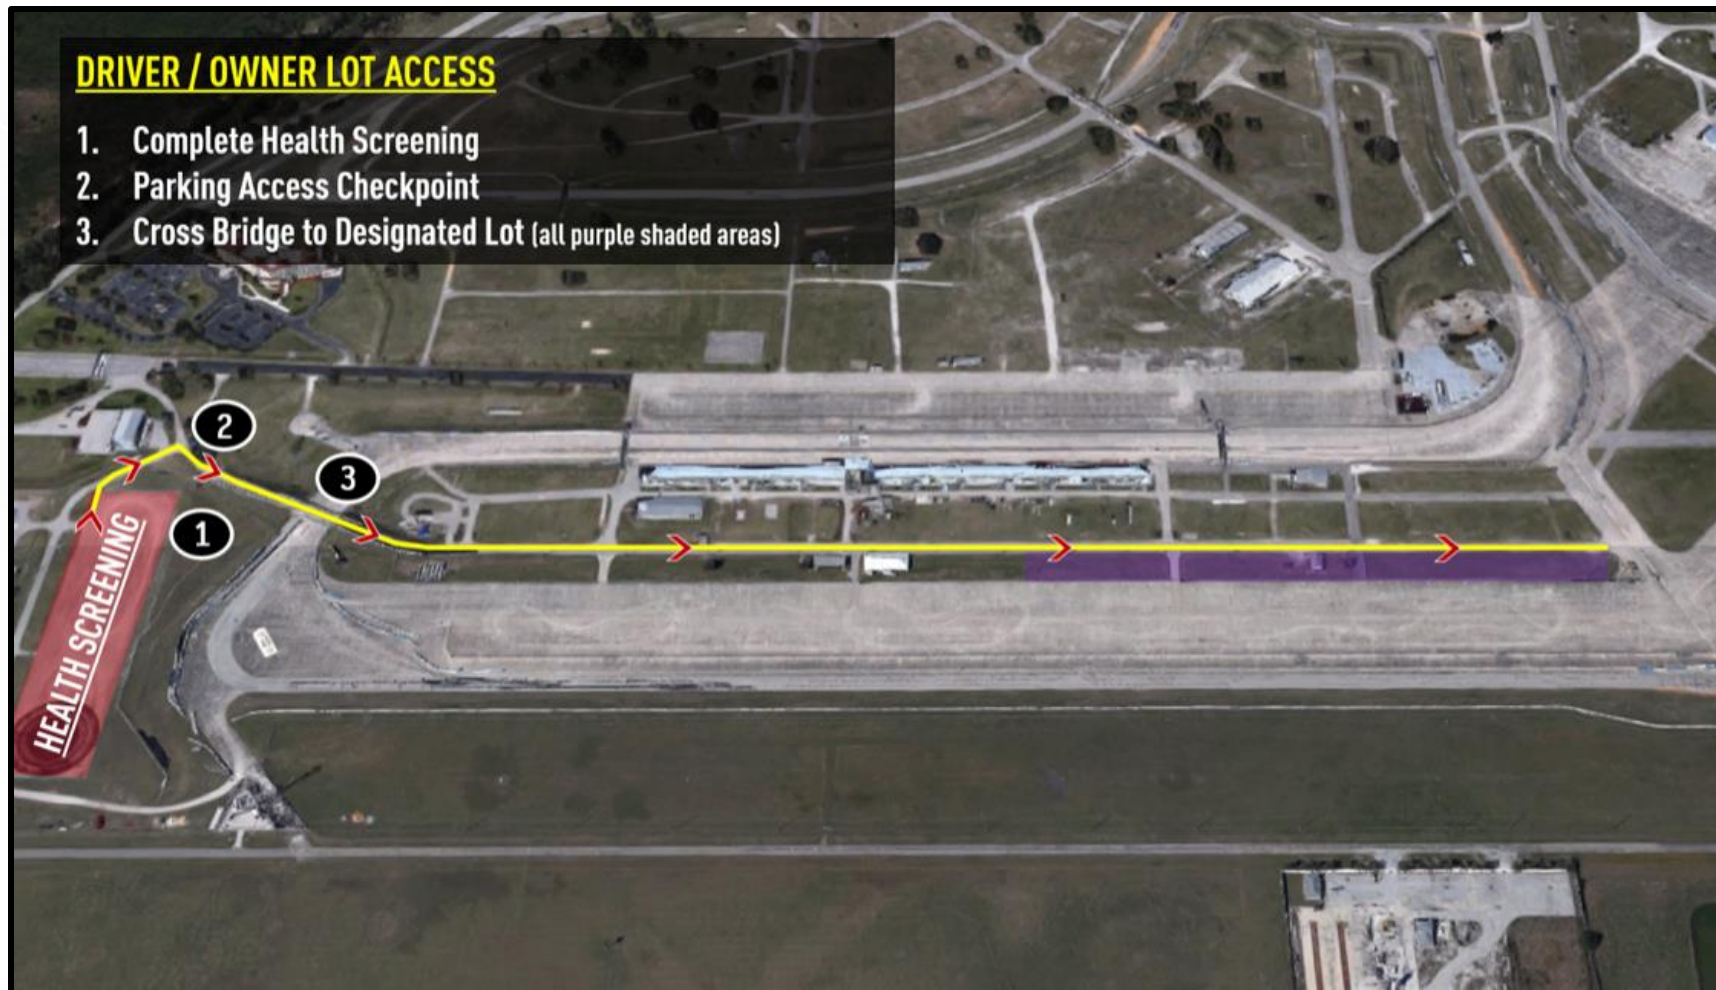 DRIVER / OWNER LOT ACCESS
1. Complete Health Screening
2. Parking Access Checkpoint
3. Cross Bridge to Designated Lot (all purple shaded areas)
2
3
1
HEALTH SCREENING